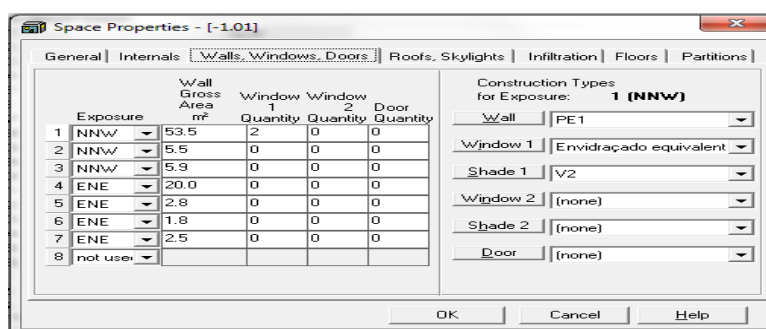 Space Properties - [-1.01]
General Internals Walls, Windows, Doors Roofs, Skylights Infiltration Floors Partitions
Exposure Wall Gross Area m² Window 1 Quantity Window 2 Quantity Door Quantity
1 NNW 53.5 2 0 0
2 NNW 5.5 0 0 0
3 NNW 5.9 0 0 0
4 ENE 20.0 0 0 0
5 ENE 2.8 0 0 0
6 ENE 1.8 0 0 0
7 ENE 2.5 0 0 0
8 not use
Construction Types
for Exposure: 1 (NNW)
Wall PE1
Window 1 Envidraçado equivalent
Shade 1 V2
Window 2 (none)
Shade 2 (none)
Door (none)
OK Cancel Help